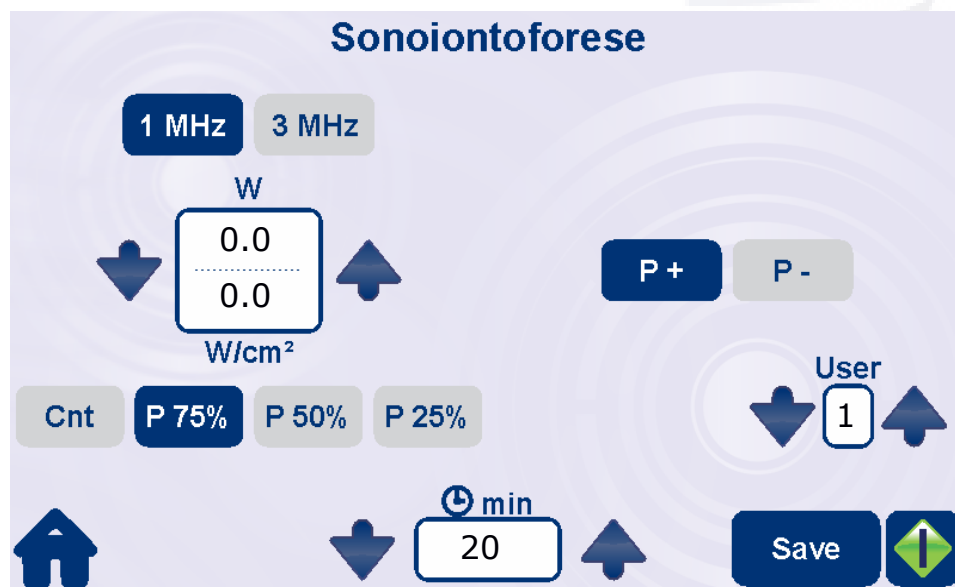 Sonoiontoforese
1 MHz 3 MHz
W
0.0
0.0
W/cm²
P + P -
User
1
Cnt P 75% P 50% P 25%
min
20
Save